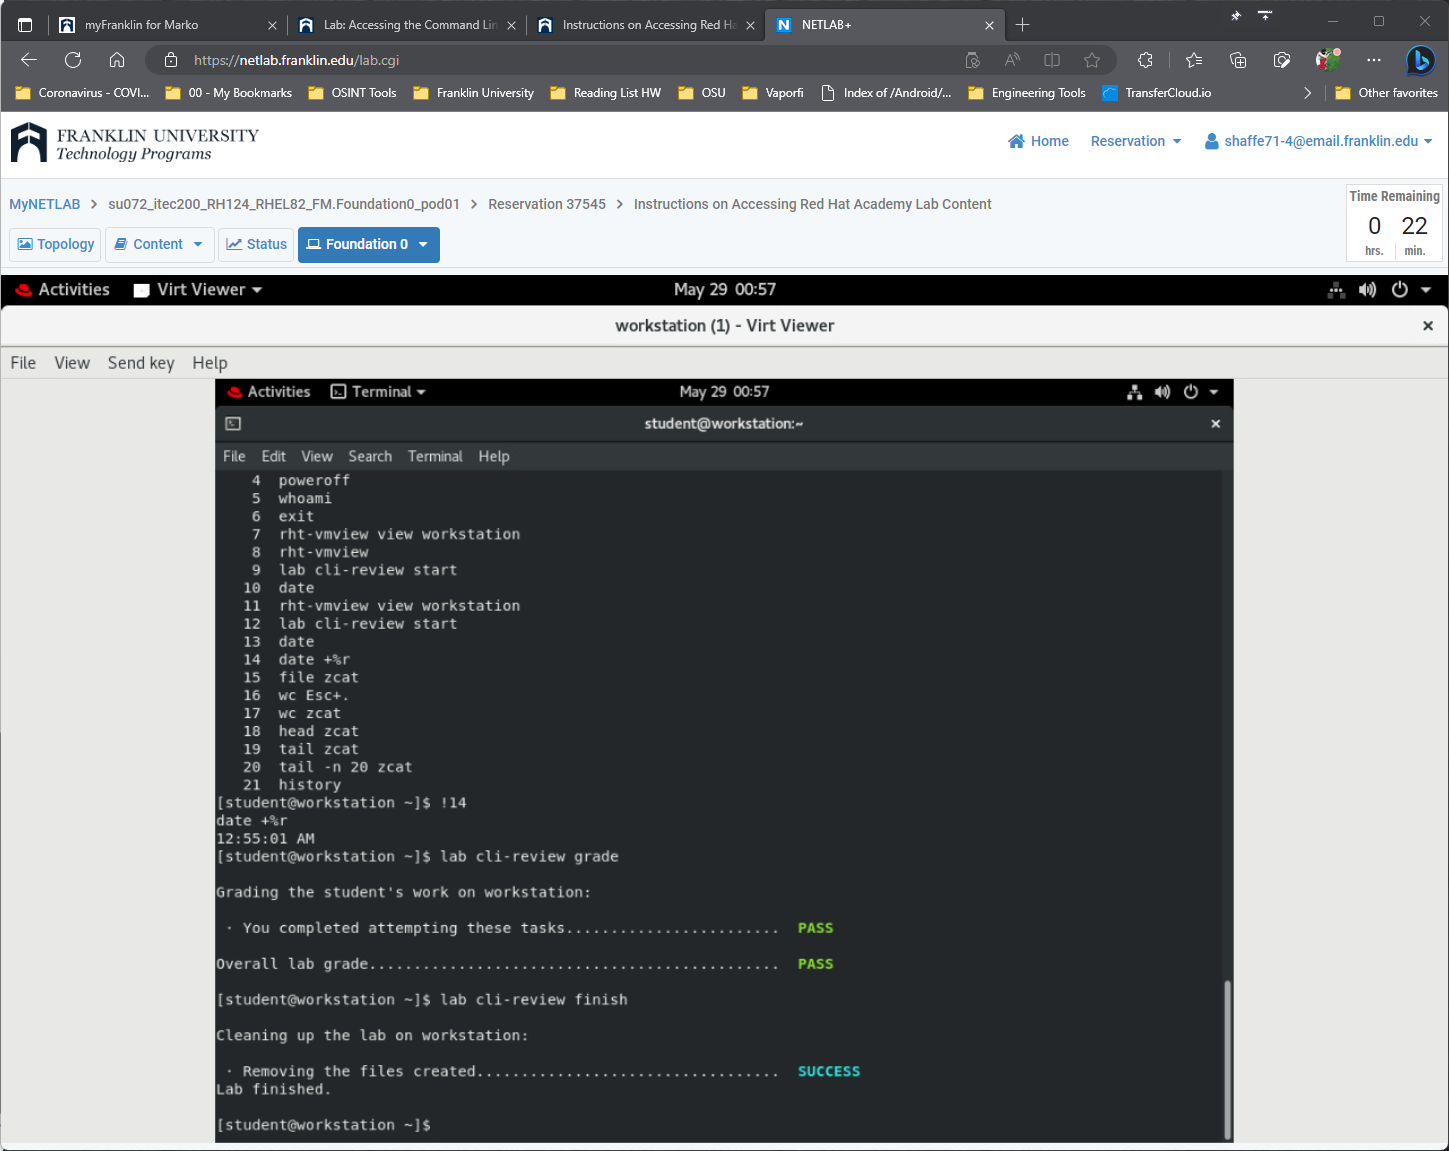 myFranklin for Marko
Lab: Accessing the Command Lin
Instructions on Accessing Red Ha
NETLAB+
https://netlab.franklin.edu/lab.cgi
Coronavirus - COVI... 00 - My Bookmarks OSINT Tools Franklin University Reading List HW OSU Vaporfi Index of /Android/... Engineering Tools TransferCloud.io Other favorites
FRANKLIN UNIVERSITY
Technology Programs
Home Reservation shaffe71-4@email.franklin.edu
MyNETLAB > su072_itec200_RH124_RHEL82_FM.Foundation0_pod01 > Reservation 37545 > Instructions on Accessing Red Hat Academy Lab Content
Time Remaining
0 22
hrs. min.
Topology Content Status Foundation 0
Activities Virt Viewer May 29 00:57
workstation (1) - Virt Viewer
File View Send key Help
Activities Terminal May 29 00:57
student@workstation:~
File Edit View Search Terminal Help
4 poweroff
5 whoami
6 exit
7 rht-vmview view workstation
8 rht-vmview
9 lab cli-review start
10 date
11 rht-vmview view workstation
12 lab cli-review start
13 date
14 date +%r
15 file zcat
16 wc Esc+.
17 wc zcat
18 head zcat
19 tail zcat
20 tail -n 20 zcat
21 history
[student@workstation ~]$ !14
date +%r
12:55:01 AM
[student@workstation ~]$ lab cli-review grade
Grading the student's work on workstation:
· You completed attempting these tasks........................ PASS
Overall lab grade.............................................. PASS
[student@workstation ~]$ lab cli-review finish
Cleaning up the lab on workstation:
· Removing the files created.................................. SUCCESS
Lab finished.
[student@workstation ~]$